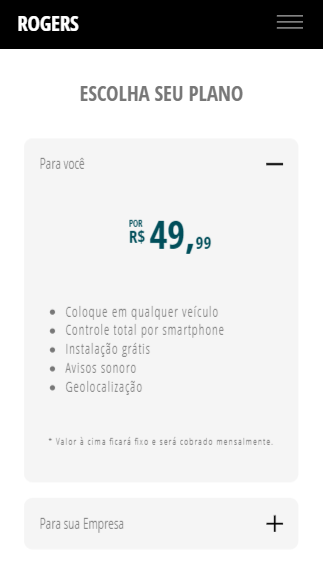 ROGERS
ESCOLHA SEU PLANO
Para você
POR
R$ 49,99
Coloque em qualquer veículo
Controle total por smartphone
Instalação grátis
Avisos sonoro
Geolocalização
* Valor à cima ficará fixo e será cobrado mensalmente.
Para sua Empresa